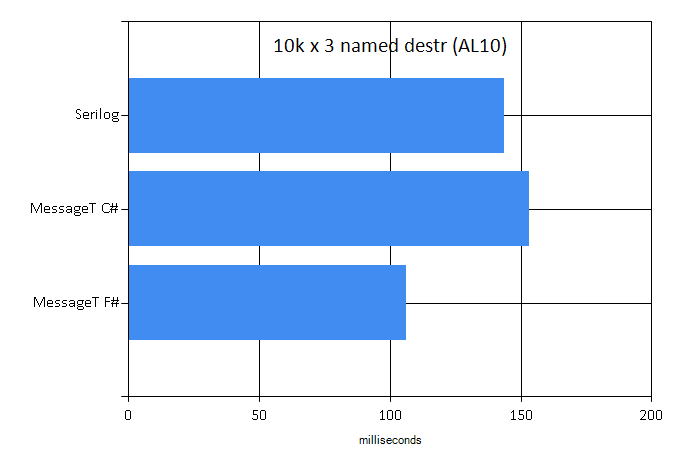 10k x 3 named destr (AL10)
Serilog
MessageT C#
MessageT F#
0 50 100 150 200
milliseconds